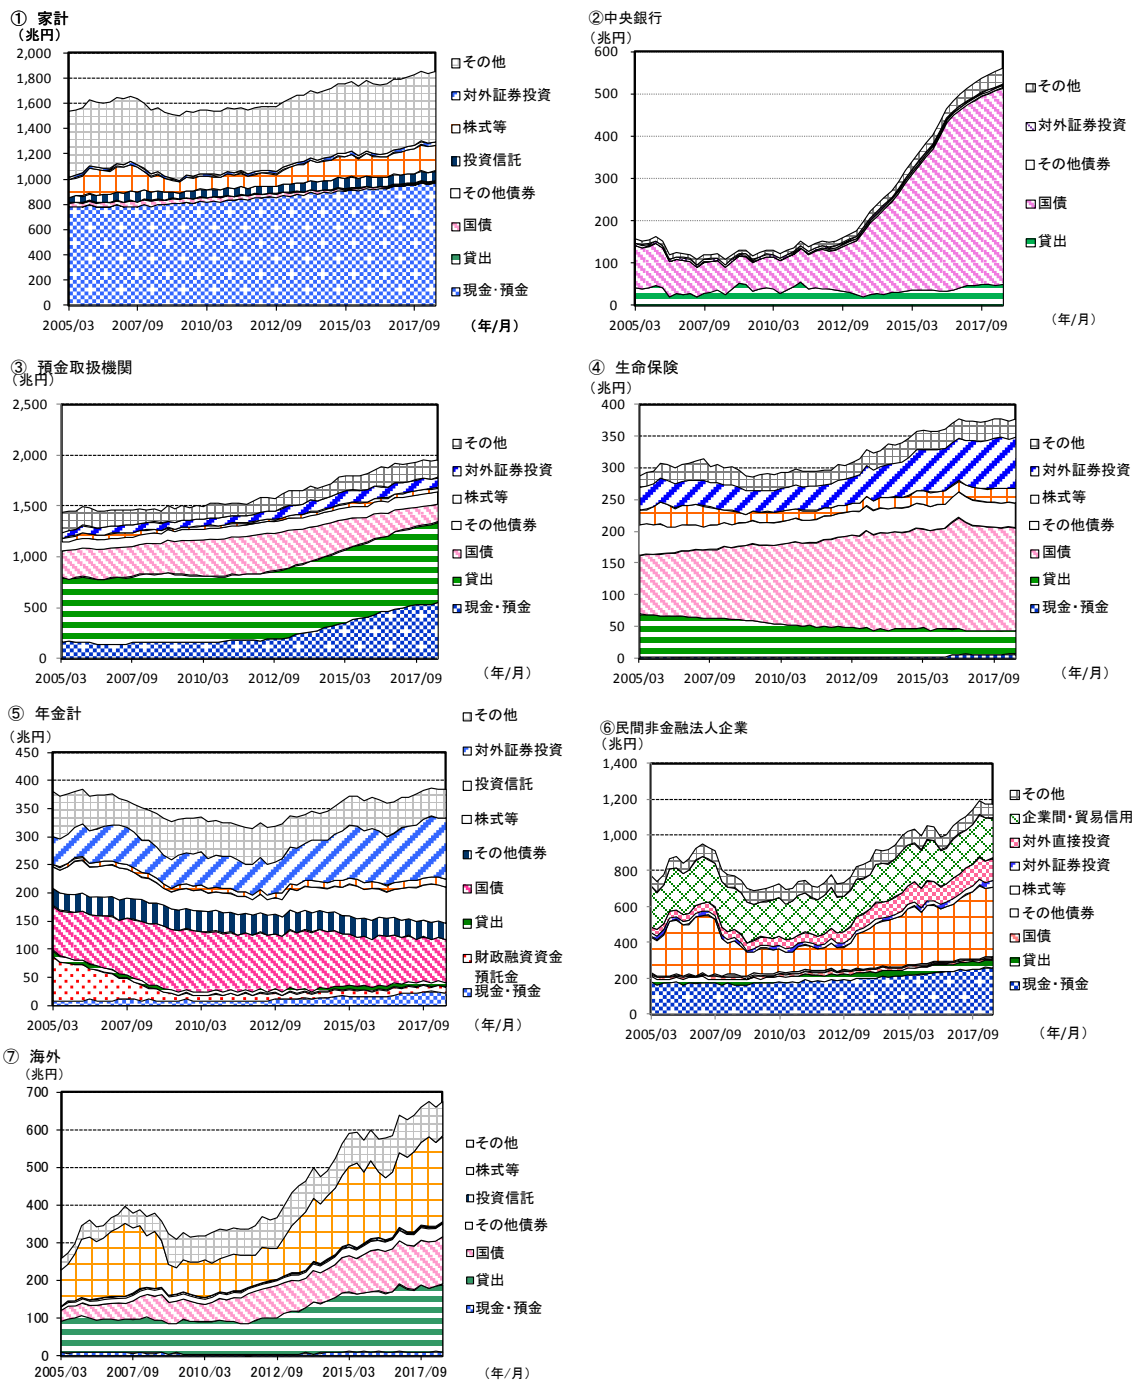 ① 家計
（兆円）
2,000
1,800
1,600
1,400
1,200
1,000
800
600
400
200
0
2005/03 2007/09 2010/03 2012/09 2015/03 2017/09
（年/月）
その他
対外証券投資
株式等
投資信託
その他債券
国債
貸出
現金・預金
②中央銀行
（兆円）
600
500
400
300
200
100
0
2005/03 2007/09 2010/03 2012/09 2015/03 2017/09
（年/月）
その他
対外証券投資
その他債券
国債
貸出
③ 預金取扱機関
（兆円）
2,500
2,000
1,500
1,000
500
0
2005/03 2007/09 2010/03 2012/09 2015/03 2017/09
（年/月）
その他
対外証券投資
株式等
その他債券
国債
貸出
現金・預金
④ 生命保険
（兆円）
400
350
300
250
200
150
100
50
0
2005/03 2007/09 2010/03 2012/09 2015/03 2017/09
（年/月）
その他
対外証券投資
株式等
その他債券
国債
貸出
現金・預金
⑤ 年金計
（兆円）
450
400
350
300
250
200
150
100
50
0
2005/03 2007/09 2010/03 2012/09 2015/03 2017/09
（年/月）
その他
対外証券投資
投資信託
株式等
その他債券
国債
貸出
財政融資資金
預託金
現金・預金
⑥民間非金融法人企業
（兆円）
1,400
1,200
1,000
800
600
400
200
0
2005/03 2007/09 2010/03 2012/09 2015/03 2017/09
（年/月）
その他
企業間・貿易信用
対外直接投資
対外証券投資
株式等
その他債券
国債
貸出
現金・預金
⑦ 海外
（兆円）
700
600
500
400
300
200
100
0
2005/03 2007/09 2010/03 2012/09 2015/03 2017/09
（年/月）
その他
株式等
投資信託
その他債券
国債
貸出
現金・預金